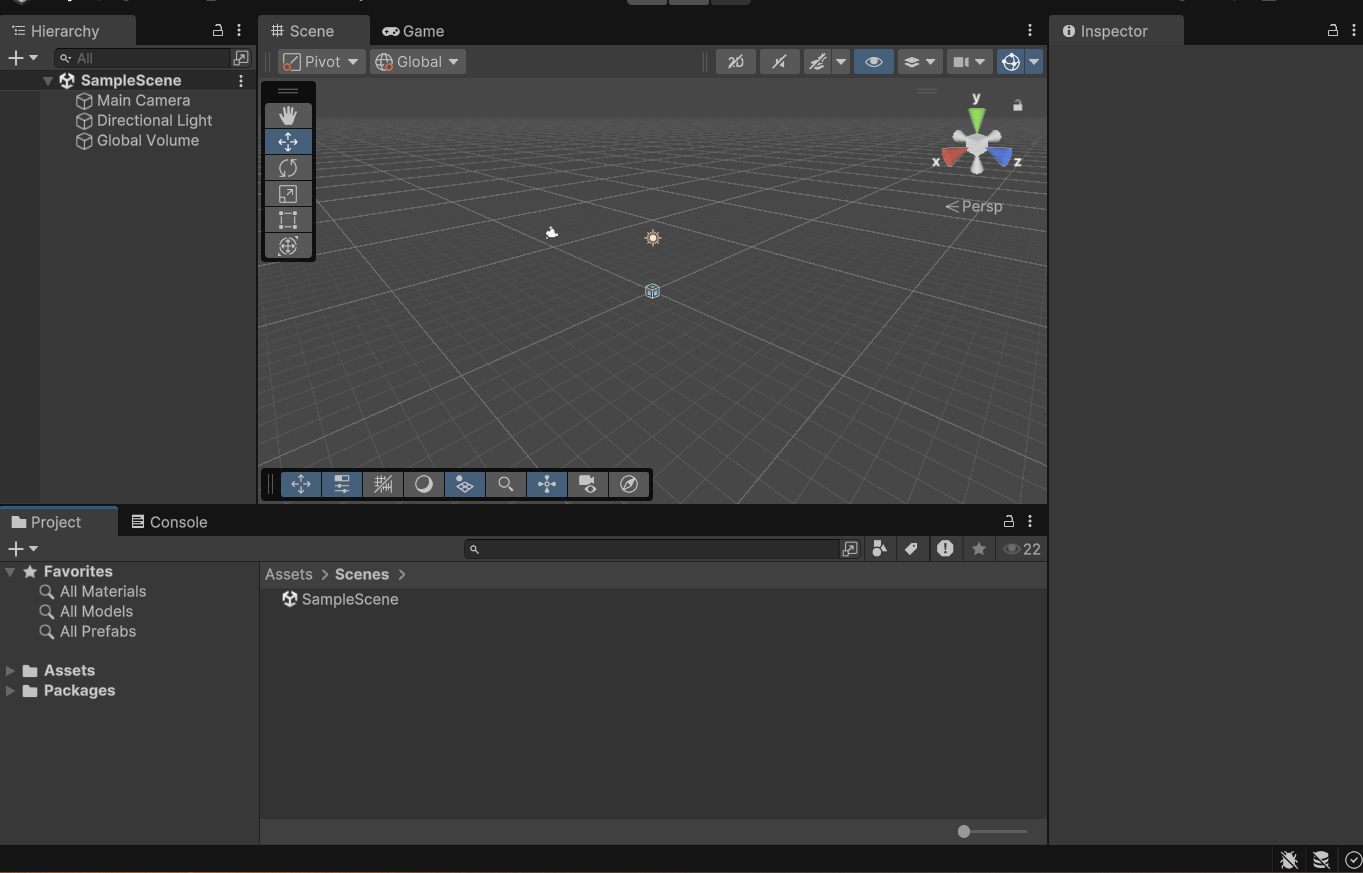 Hierarchy
Scene
Game
Inspector
All
Pivot
Global
2D
SampleScene
Main Camera
Directional Light
Global Volume
y
x
z
Persp
Project
Console
22
Favorites
All Materials
All Models
All Prefabs
Assets
Packages
Assets > Scenes >
SampleScene